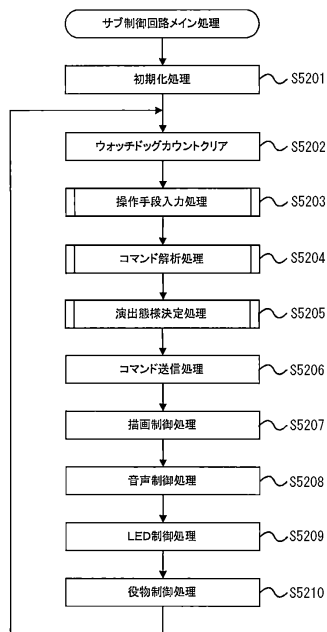 サブ制御回路メイン処理
初期化処理 S5201
ウォッチドッグカウントクリア S5202
操作手段入力処理 S5203
コマンド解析処理 S5204
演出態様決定処理 S5205
コマンド送信処理 S5206
描画制御処理 S5207
音声制御処理 S5208
LED制御処理 S5209
役物制御処理 S5210